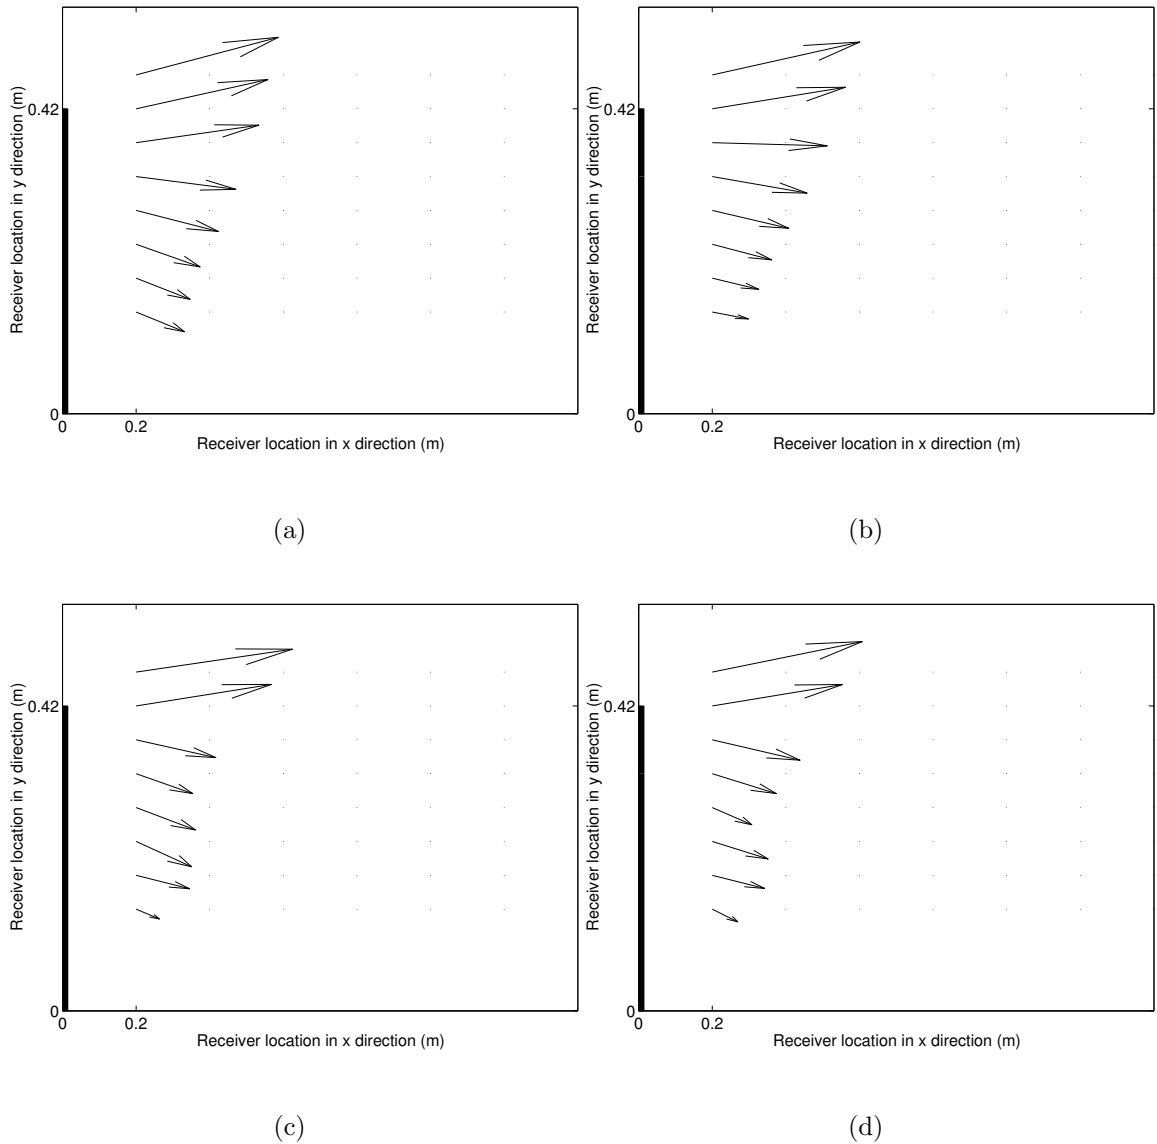 Receiver location in y direction (m)
0.42
0
0
0.2
Receiver location in x direction (m)
(a)
Receiver location in y direction (m)
0.42
0
0
0.2
Receiver location in x direction (m)
(b)
Receiver location in y direction (m)
0.42
0
0
0.2
Receiver location in x direction (m)
(c)
Receiver location in y direction (m)
0.42
0
0
0.2
Receiver location in x direction (m)
(d)